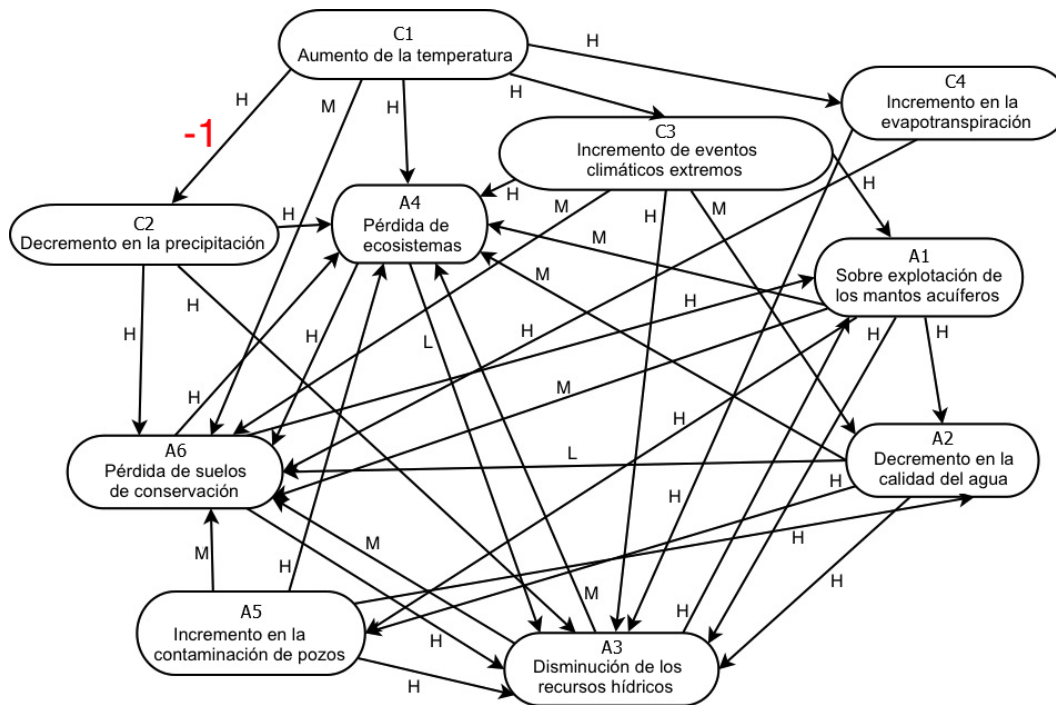 C1
Aumento de la temperatura
H
C4
Incremento en la
evapotranspiración
H
M
H
H
-1
C3
Incremento de eventos
climáticos extremos
H
A4
Pérdida de
ecosistemas
H
M
H
M
H
C2
Decremento en la precipitación
H
M
A1
Sobre explotación de
los mantos acuíferos
H
M
H
H
H
L
H
H
H
H
M
H
H
A6
Pérdida de suelos
de conservación
A2
Decremento en la
calidad del agua
L
H
M
H
M
H
H
A5
Incremento en la
contaminación de pozos
M
H
H
H
A3
Disminución de los
recursos hídricos
H